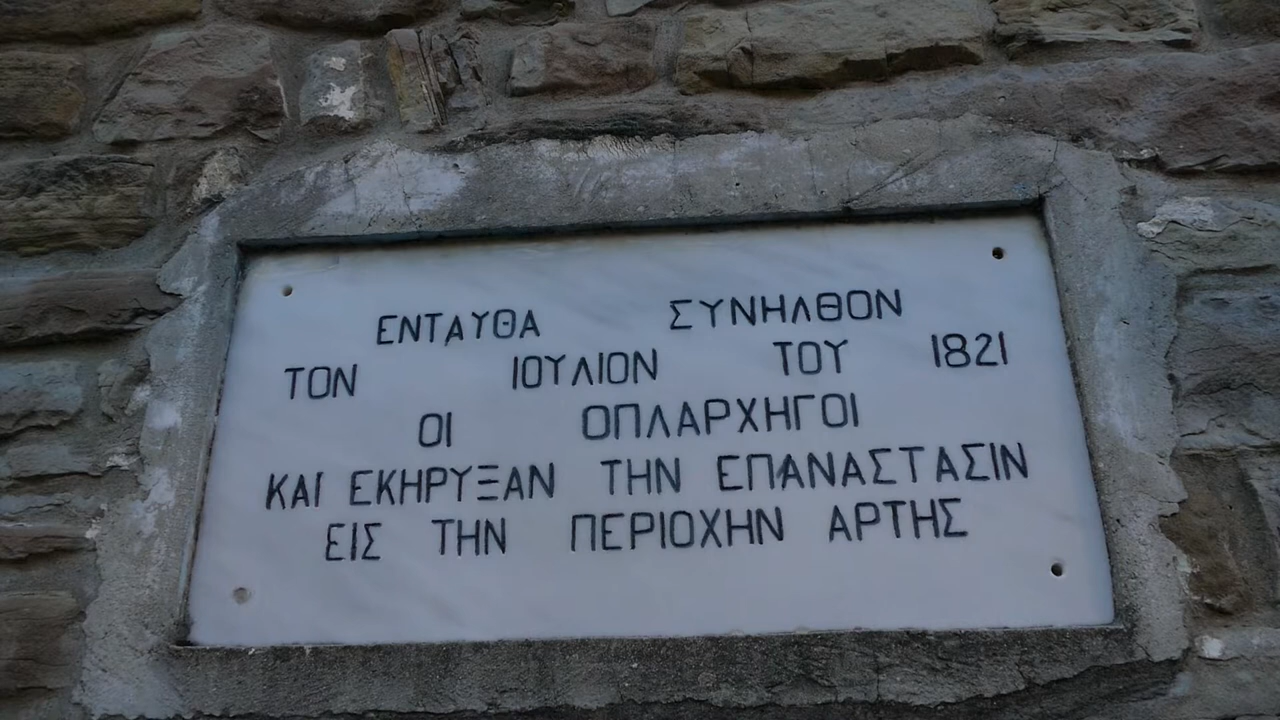 ΕΝΤΑΥΘΑ ΣΥΝΗΛΘΟΝ
ΤΟΝ ΙΟΥΛΙΟΝ ΤΟΥ 1821
ΟΙ ΟΠΛΑΡΧΗΓΟΙ
ΚΑΙ ΕΚΗΡΥΞΑΝ ΤΗΝ ΕΠΑΝΑΣΤΑΣΙΝ
ΕΙΣ ΤΗΝ ΠΕΡΙΟΧΗΝ ΑΡΤΗΣ